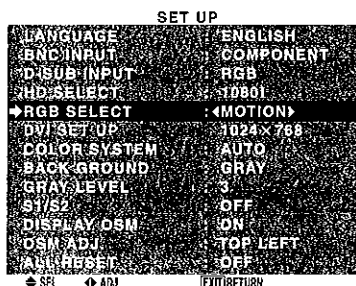 SET UP
LANGUAGE : ENGLISH
BNC INPUT : COMPONENT
D-SUB INPUT : RGB
HD SELECT : 1080I
→RGB SELECT :◀MOTION▶
DVI SET UP : 1024×768
COLOR SYSTEM : AUTO
BACK GROUND : GRAY
GRAY LEVEL : 3
S1/S2 : OFF
DISPLAY OSM : ON
OSM ADJ. : TOP LEFT
ALL RESET : OFF
◆ SEL. ◀▶ ADJ. EXIT RETURN